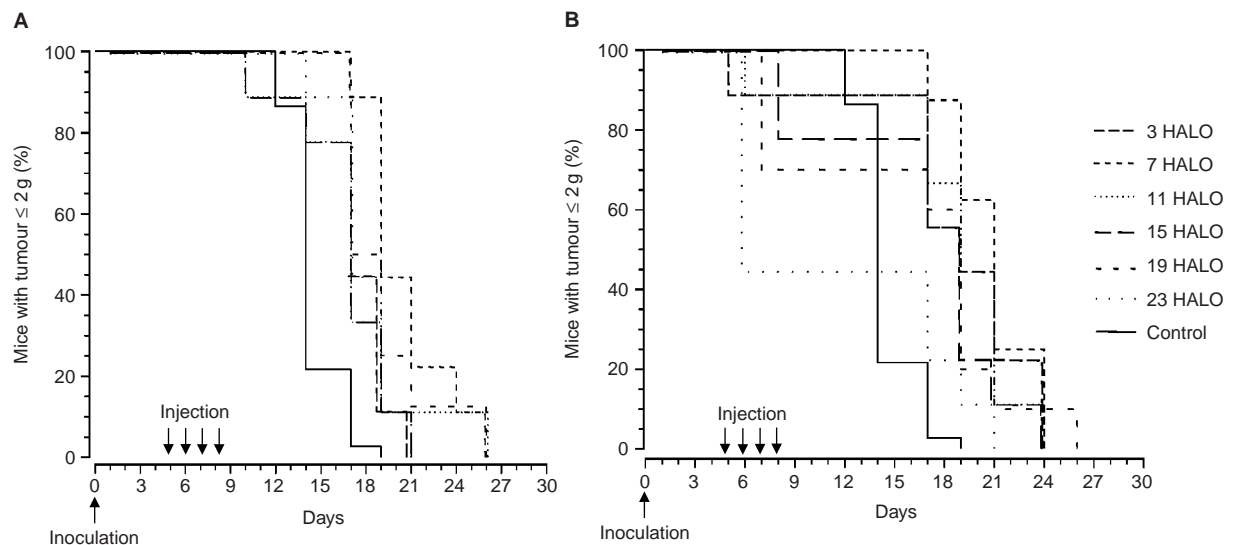 A
Mice with tumour ≤ 2 g (%)
100
80
60
40
20
0
Injection
0 3 6 9 12 15 18 21 24 27 30
Days
Inoculation
B
Mice with tumour ≤ 2 g (%)
100
80
60
40
20
0
Injection
0 3 6 9 12 15 18 21 24 27 30
Days
Inoculation
3 HALO
7 HALO
11 HALO
15 HALO
19 HALO
23 HALO
Control